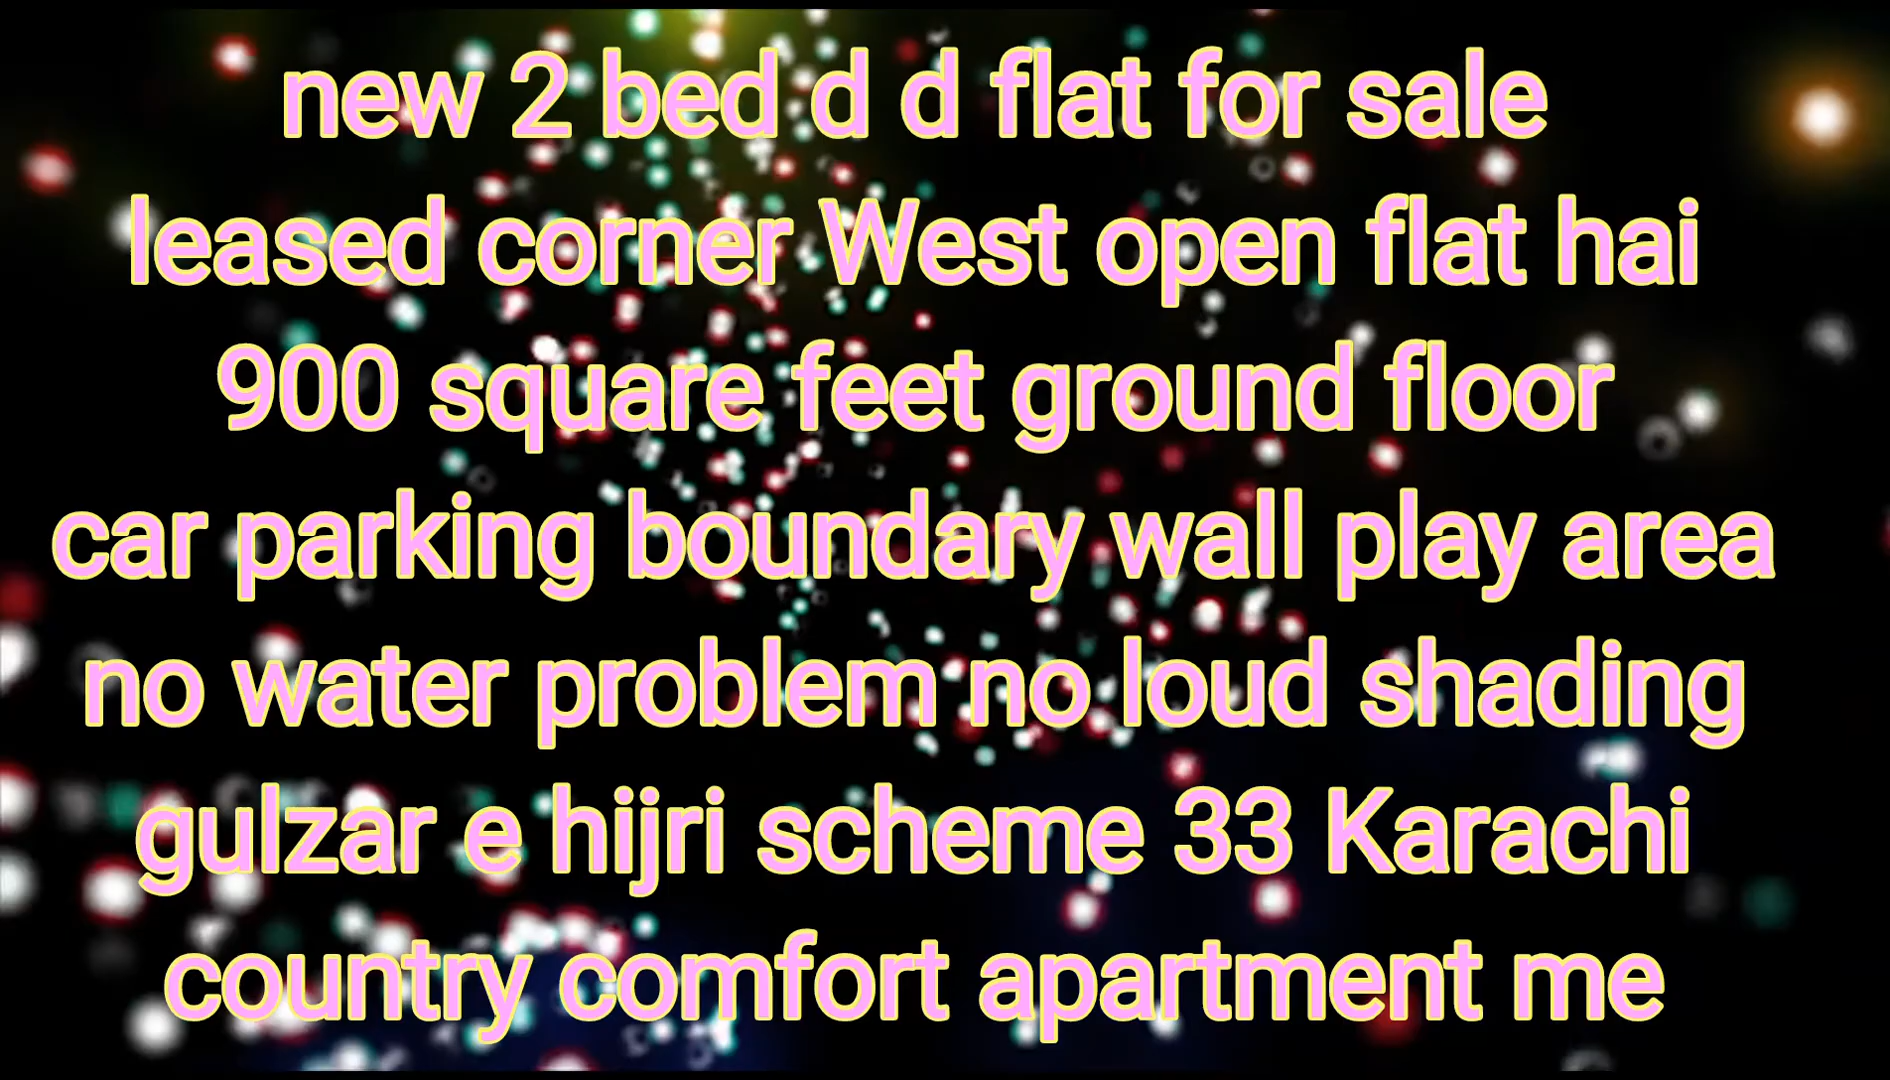 new 2 bed d d flat for sale
leased corner West open flat hai
900 square feet ground floor
car parking boundary wall play area
no water problem no loud shading
gulzar e hijri scheme 33 Karachi
country comfort apartment me